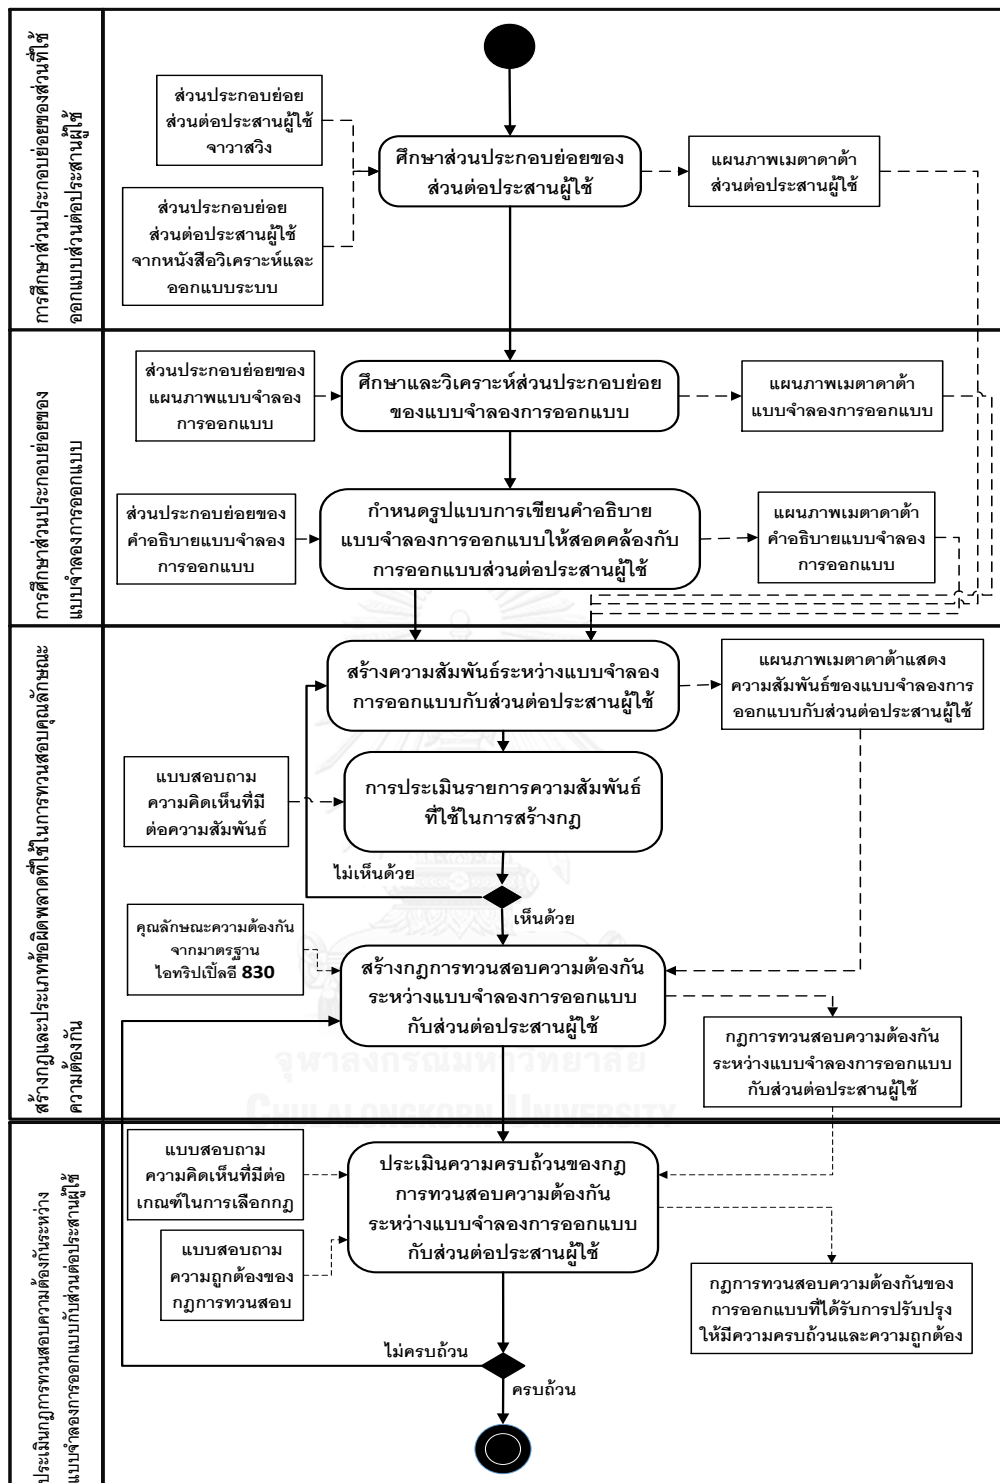 การศึกษาส่วนประกอบย่อยของส่วนที่ใช้
ออกแบบส่วนต่อประสานผู้ใช้
ส่วนประกอบย่อย
ส่วนต่อประสานผู้ใช้
จาวาสวิง
ศึกษาส่วนประกอบย่อยของ
ส่วนต่อประสานผู้ใช้
แผนภาพเมตาดาต้า
ส่วนต่อประสานผู้ใช้
ส่วนประกอบย่อย
ส่วนต่อประสานผู้ใช้
จากหนังสือวิเคราะห์และ
ออกแบบระบบ
การศึกษาส่วนประกอบย่อยของ
แบบจำลองการออกแบบ
ส่วนประกอบย่อยของ
แผนภาพแบบจำลอง
การออกแบบ
ศึกษาและวิเคราะห์ส่วนประกอบย่อย
ของแบบจำลองการออกแบบ
แผนภาพเมตาดาต้า
แบบจำลองการออกแบบ
ส่วนประกอบย่อยของ
คำอธิบายแบบจำลอง
การออกแบบ
กำหนดรูปแบบการเขียนคำอธิบาย
แบบจำลองการออกแบบให้สอดคล้องกับ
การออกแบบส่วนต่อประสานผู้ใช้
แผนภาพเมตาดาต้า
คำอธิบายแบบจำลอง
การออกแบบ
สร้างกฎและประเภทข้อผิดพลาดที่ใช้ในการทวนสอบคุณลักษณะ
ความต้องกัน
สร้างความสัมพันธ์ระหว่างแบบจำลอง
การออกแบบกับส่วนต่อประสานผู้ใช้
แผนภาพเมตาดาต้าแสดง
ความสัมพันธ์ของแบบจำลองการ
ออกแบบกับส่วนต่อประสานผู้ใช้
แบบสอบถาม
ความคิดเห็นที่มี
ต่อความสัมพันธ์
การประเมินรายการความสัมพันธ์
ที่ใช้ในการสร้างกฎ
ไม่เห็นด้วย
เห็นด้วย
คุณลักษณะความต้องกัน
จากมาตรฐาน
ไอทริปเปิ้ลอี 830
สร้างกฎการทวนสอบความต้องกัน
ระหว่างแบบจำลองการออกแบบ
กับส่วนต่อประสานผู้ใช้
กฎการทวนสอบความต้องกัน
ระหว่างแบบจำลองการออกแบบ
กับส่วนต่อประสานผู้ใช้
จุฬาลงกรณ์มหาวิทยาลัย
CHULALONGKORN UNIVERSITY
ประเมินกฎการทวนสอบความต้องกันระหว่าง
แบบจำลองการออกแบบกับส่วนต่อประสานผู้ใช้
แบบสอบถาม
ความคิดเห็นที่มีต่อ
เกณฑ์ในการเลือกกฎ
ประเมินความครบถ้วนของกฎ
การทวนสอบความต้องกัน
ระหว่างแบบจำลองการออกแบบ
กับส่วนต่อประสานผู้ใช้
แบบสอบถาม
ความถูกต้องของ
กฎการทวนสอบ
กฎการทวนสอบความต้องกันของ
การออกแบบที่ได้รับการปรับปรุง
ให้มีความครบถ้วนและความถูกต้อง
ไม่ครบถ้วน
ครบถ้วน